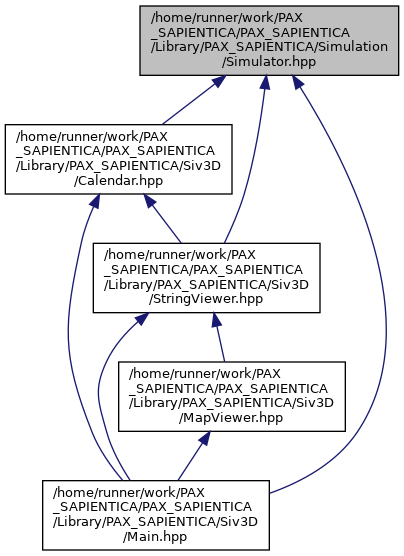 /home/runner/work/PAX
_SAPIENTICA/PAX_SAPIENTICA
/Library/PAX_SAPIENTICA/Simulation
/Simulator.hpp
/home/runner/work/PAX
_SAPIENTICA/PAX_SAPIENTICA
/Library/PAX_SAPIENTICA/Siv3D
/Calendar.hpp
/home/runner/work/PAX
_SAPIENTICA/PAX_SAPIENTICA
/Library/PAX_SAPIENTICA/Siv3D
/StringViewer.hpp
/home/runner/work/PAX
_SAPIENTICA/PAX_SAPIENTICA
/Library/PAX_SAPIENTICA/Siv3D
/MapViewer.hpp
/home/runner/work/PAX
_SAPIENTICA/PAX_SAPIENTICA
/Library/PAX_SAPIENTICA/Siv3D
/Main.hpp